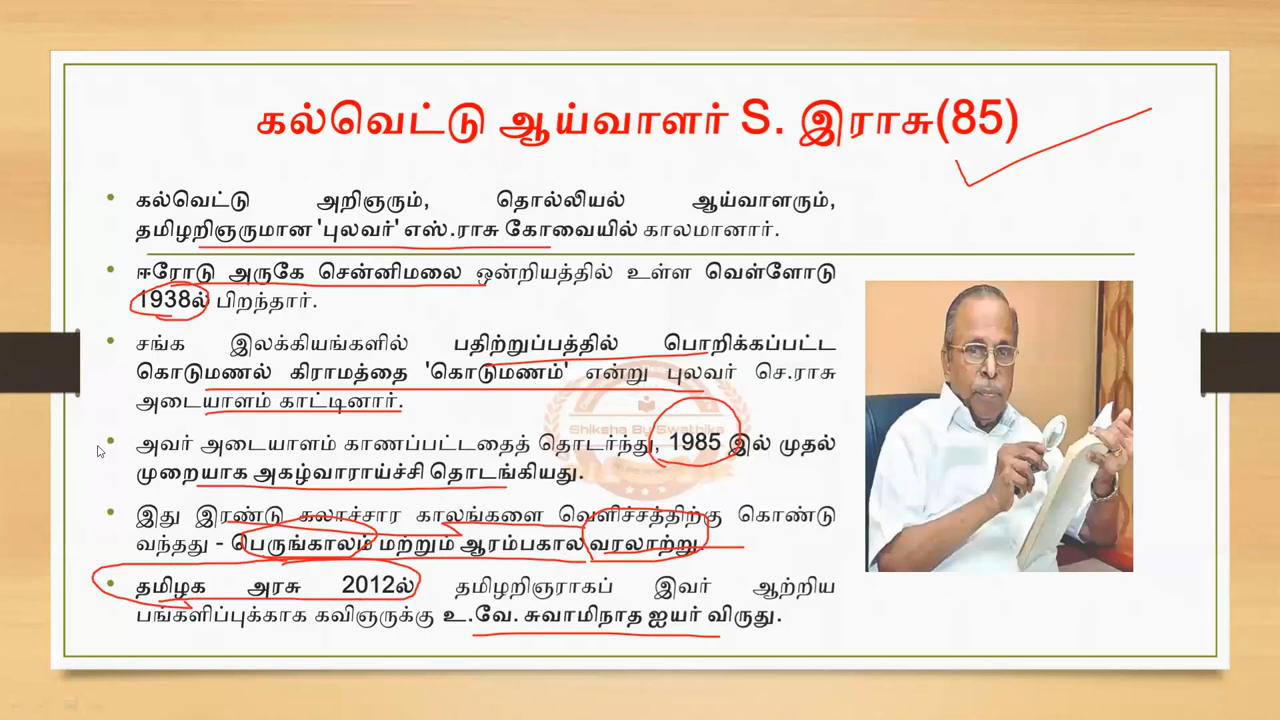 கல்வெட்டு ஆய்வாளர் S. இராசு(85)
• கல்வெட்டு அறிஞரும், தொல்லியல் ஆய்வாளரும்,
தமிழறிஞருமான 'புலவர்' எஸ்.ராசு கோவையில் காலமானார்.
• ஈரோடு அருகே சென்னிமலை ஒன்றியத்தில் உள்ள வெள்ளோடு
1938ல் பிறந்தார்.
• சங்க இலக்கியங்களில் பதிற்றுப்பத்தில் பொறிக்கப்பட்ட
கொடுமணல் கிராமத்தை 'கொடுமணம்' என்று புலவர் செ.ராசு
அடையாளம் காட்டினார்.
Shiksha By Swathika
• அவர் அடையாளம் காணப்பட்டதைத் தொடர்ந்து, 1985 இல் முதல்
முறையாக அகழ்வாராய்ச்சி தொடங்கியது.
• இது இரண்டு கலாச்சார காலங்களை வெளிச்சத்திற்கு கொண்டு
வந்தது - பெருங்காலம் மற்றும் ஆரம்பகால வரலாற்று
• தமிழக அரசு 2012ல் தமிழறிஞராகப் இவர் ஆற்றிய
பங்களிப்புக்காக கவிஞருக்கு உ.வே. சுவாமிநாத ஐயர் விருது.